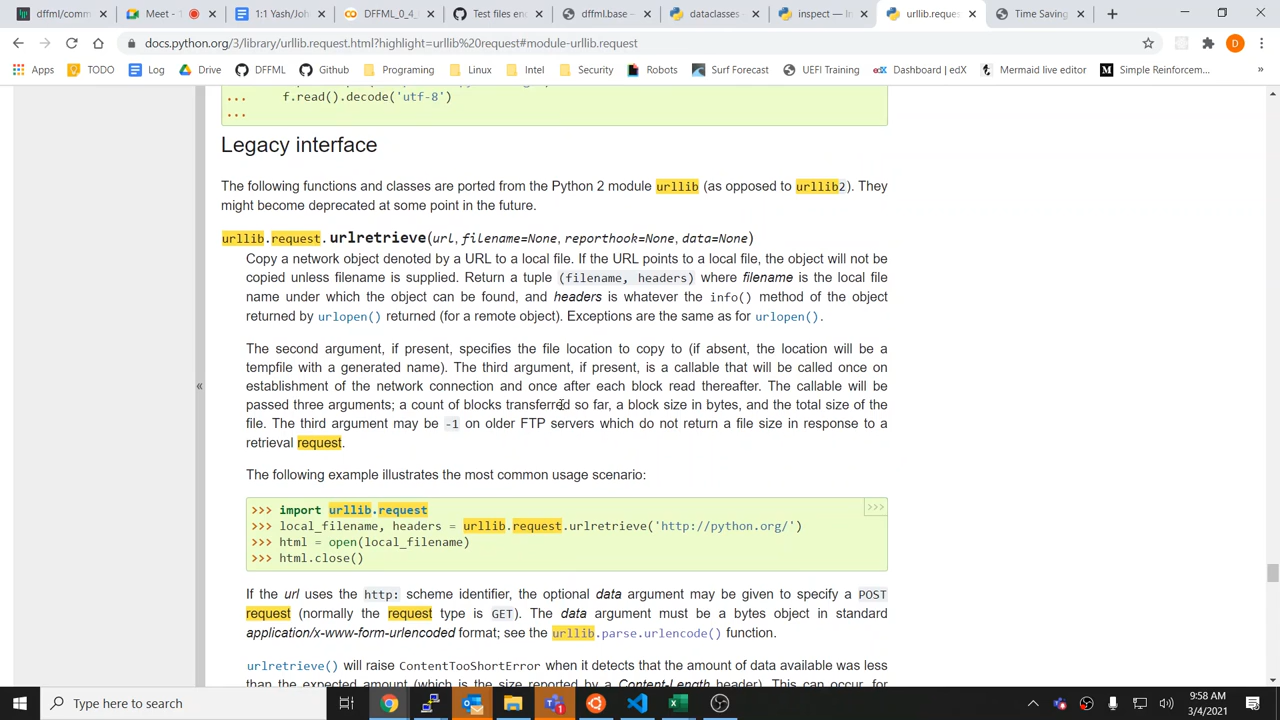 dffml/comm
Meet -
1:1 Yash/Jo
DFFML_0_4
Test files en
dffml.base -
dataclasses
inspect — In
urllib.reque
Time Saving
docs.python.org/3/library/urllib.request.html?highlight=urllib%20request#module-urllib.request
D
Apps
TODO
Log
Drive
DFFML
Github
Programing
Linux
Intel
Security
Robots
Surf Forecast
UEFI Training
Dashboard | edX
Mermaid live editor
Simple Reinforcem...
»
... f.read().decode('utf-8')
...
Legacy interface
The following functions and classes are ported from the Python 2 module urllib (as opposed to urllib2). They
might become deprecated at some point in the future.
urllib.request.urlretrieve(url, filename=None, reporthook=None, data=None)
Copy a network object denoted by a URL to a local file. If the URL points to a local file, the object will not be
copied unless filename is supplied. Return a tuple (filename, headers) where filename is the local file
name under which the object can be found, and headers is whatever the info() method of the object
returned by urlopen() returned (for a remote object). Exceptions are the same as for urlopen().
The second argument, if present, specifies the file location to copy to (if absent, the location will be a
tempfile with a generated name). The third argument, if present, is a callable that will be called once on
establishment of the network connection and once after each block read thereafter. The callable will be
passed three arguments; a count of blocks transferred so far, a block size in bytes, and the total size of the
file. The third argument may be -1 on older FTP servers which do not return a file size in response to a
retrieval request.
The following example illustrates the most common usage scenario:
>>> import urllib.request
>>> local_filename, headers = urllib.request.urlretrieve('http://python.org/')
>>> html = open(local_filename)
>>> html.close()
>>>
If the url uses the http: scheme identifier, the optional data argument may be given to specify a POST
request (normally the request type is GET). The data argument must be a bytes object in standard
application/x-www-form-urlencoded format; see the urllib.parse.urlencode() function.
urlretrieve() will raise ContentTooShortError when it detects that the amount of data available was less
than the expected amount (which is the size reported by a Content-Length header). This can occur, for
«
Type here to search
9:58 AM
3/4/2021